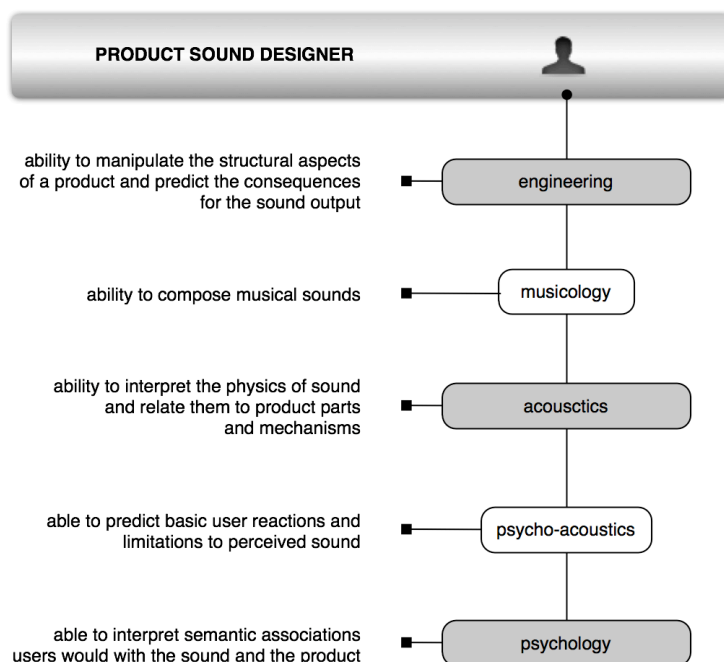 PRODUCT SOUND DESIGNER
ability to manipulate the structural aspects
of a product and predict the consequences
for the sound output
engineering
ability to compose musical sounds
musicology
ability to interpret the physics of sound
and relate them to product parts
and mechanisms
acousctics
able to predict basic user reactions and
limitations to perceived sound
psycho-acoustics
able to interpret semantic associations
users would with the sound and the product
psychology